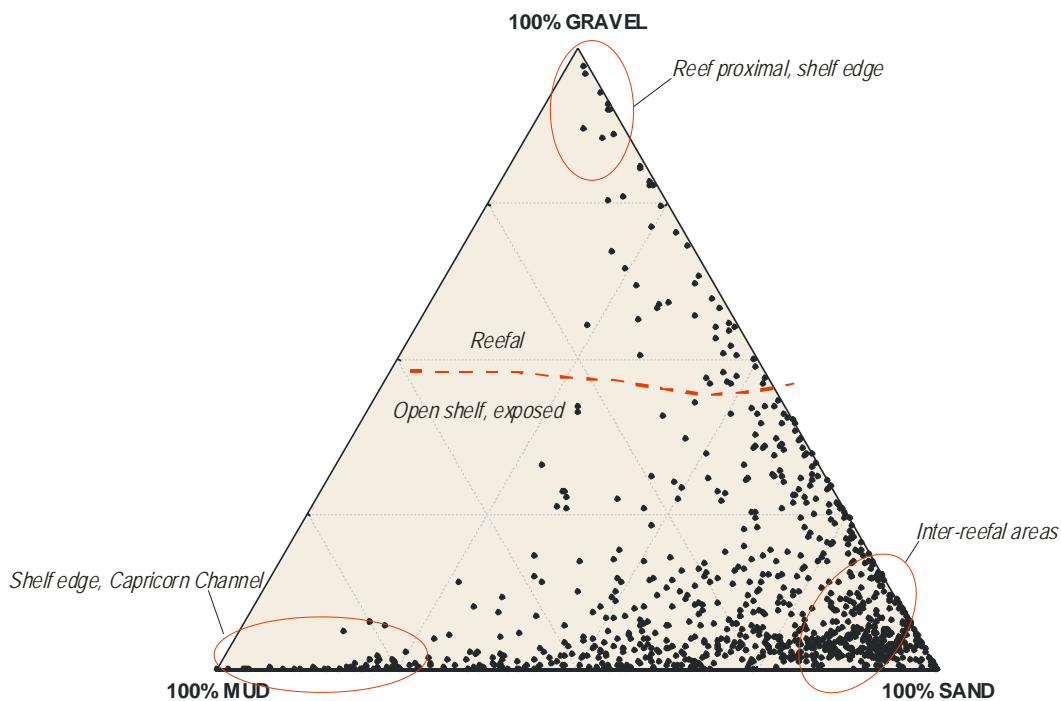 100% GRAVEL
Reef proximal, shelf edge
Reefal
Open shelf, exposed
Inter-reefal areas
Shelf edge, Capricorn Channel
100% MUD
100% SAND